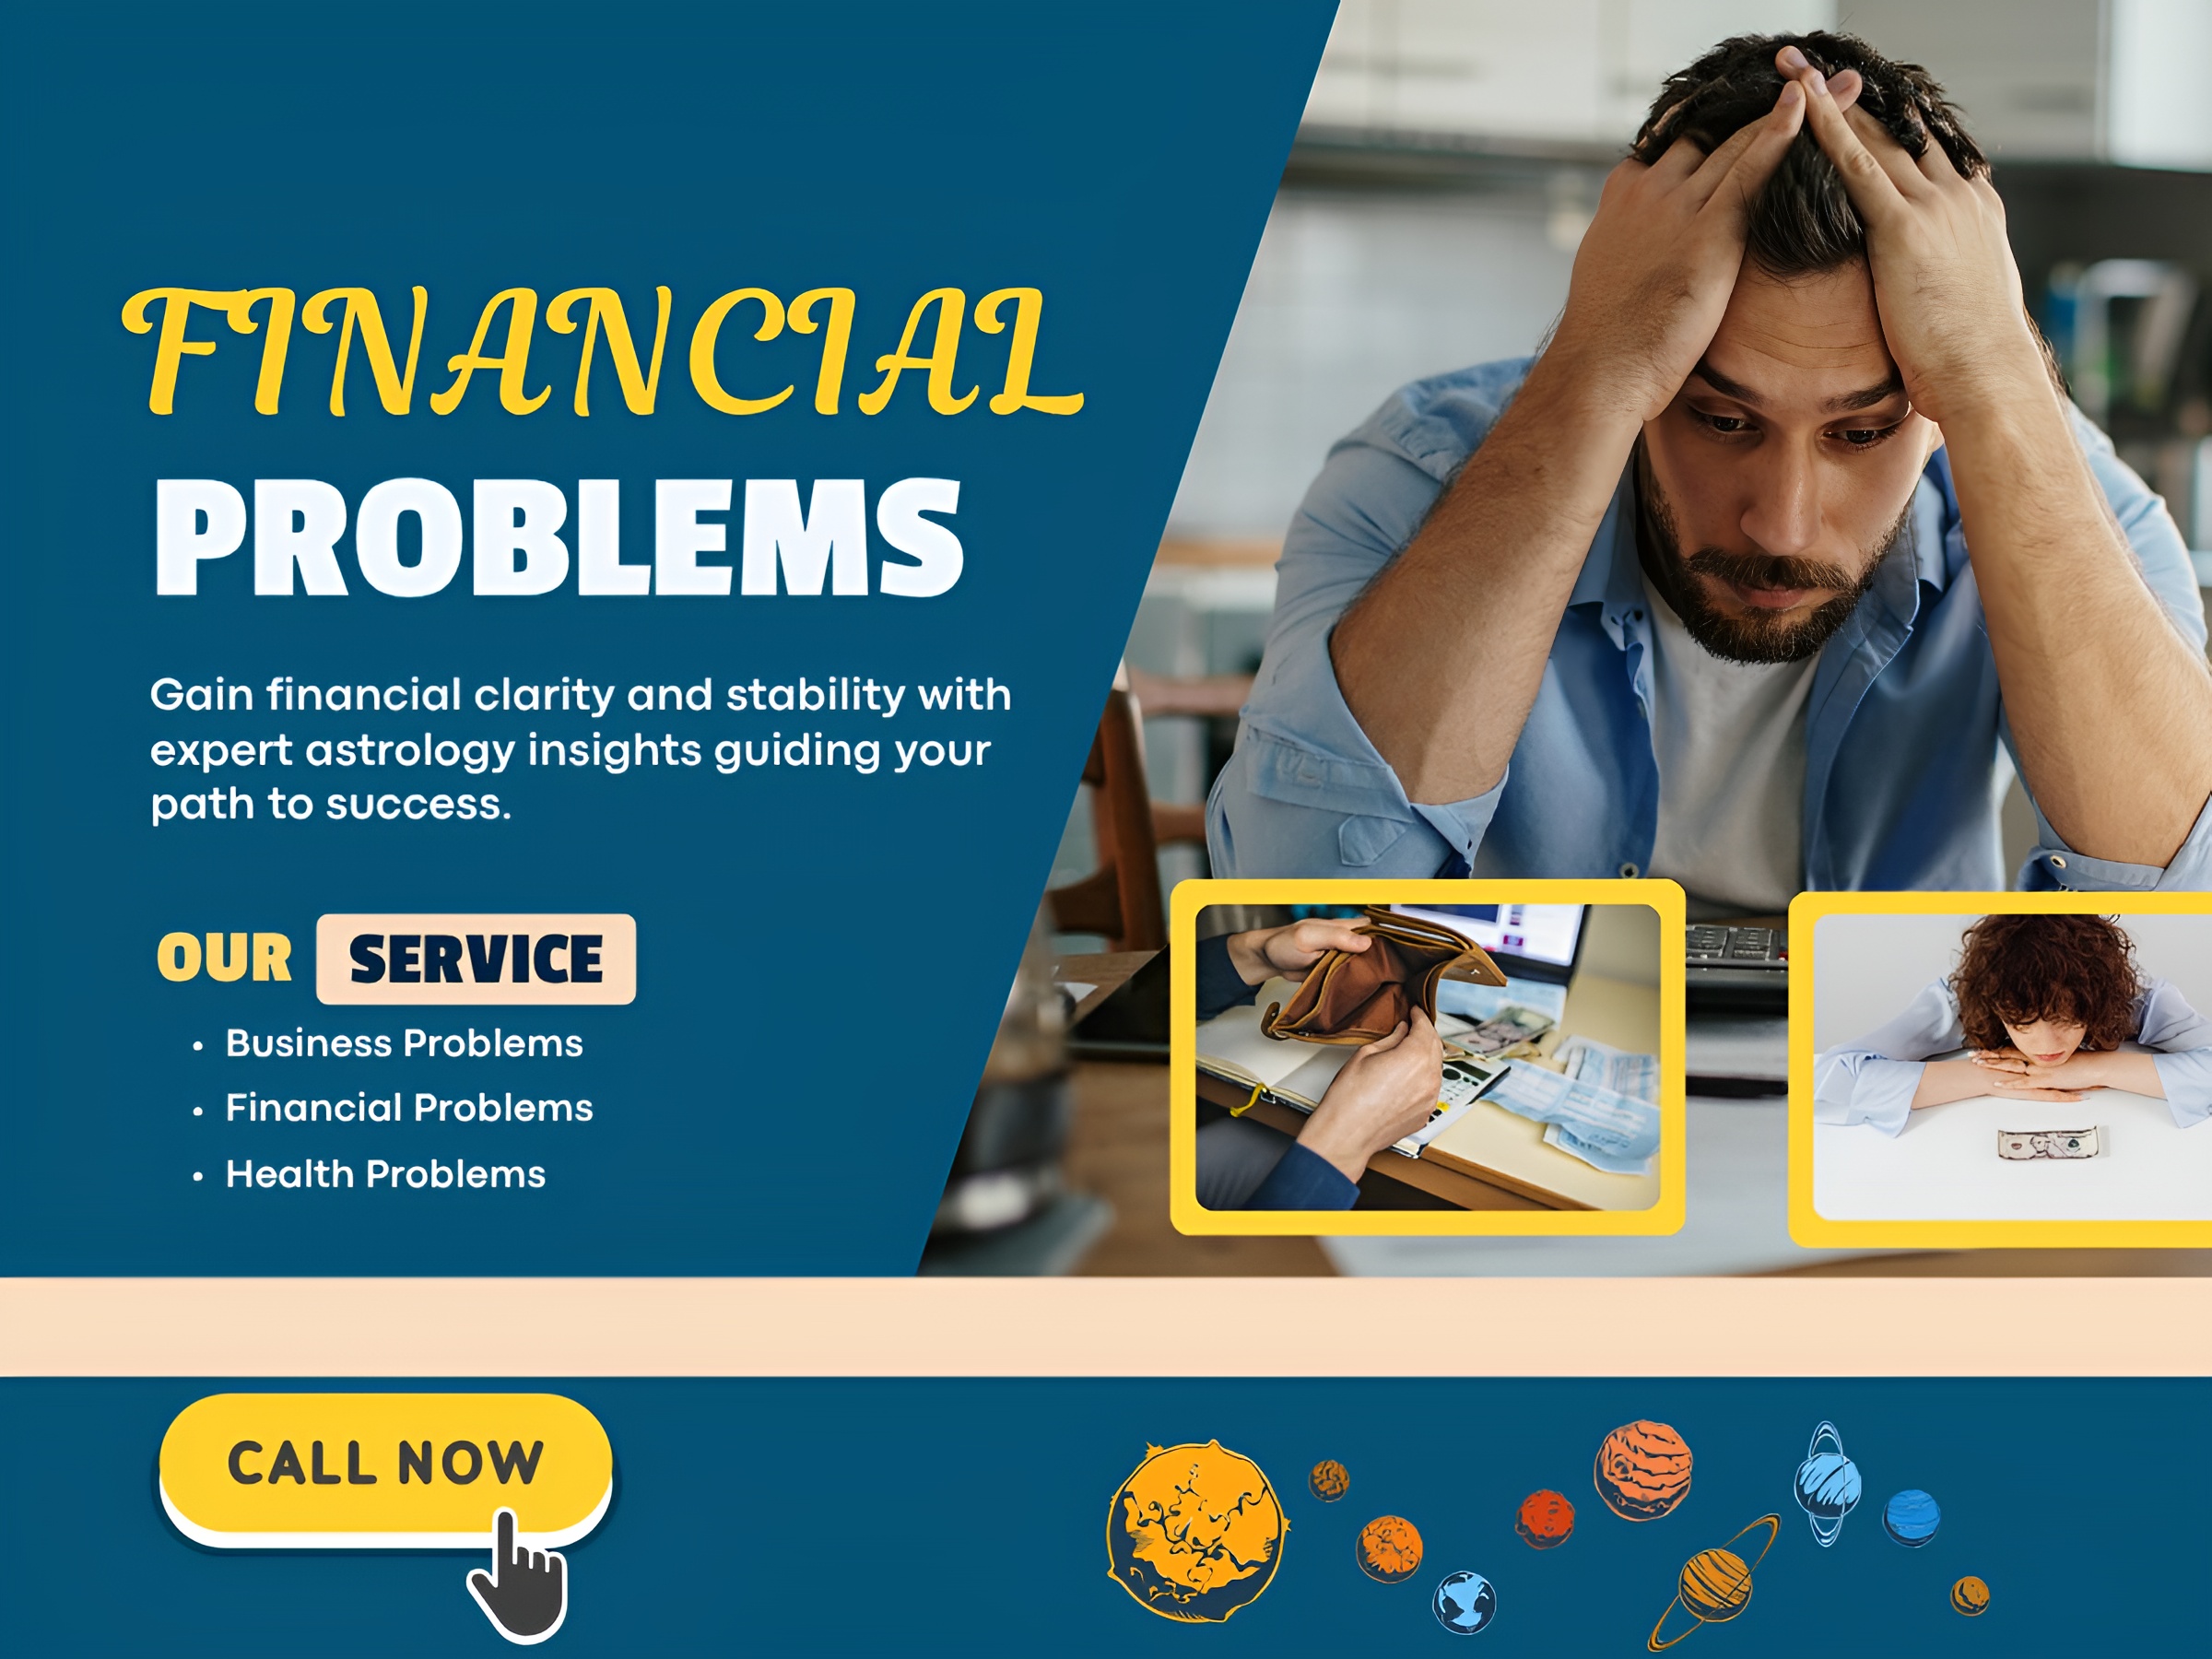 FINANCIAL
PROBLEMS
Gain financial clarity and stability with
expert astrology insights guiding your
path to success.
OUR SERVICE
• Business Problems
• Financial Problems
• Health Problems
CALL NOW